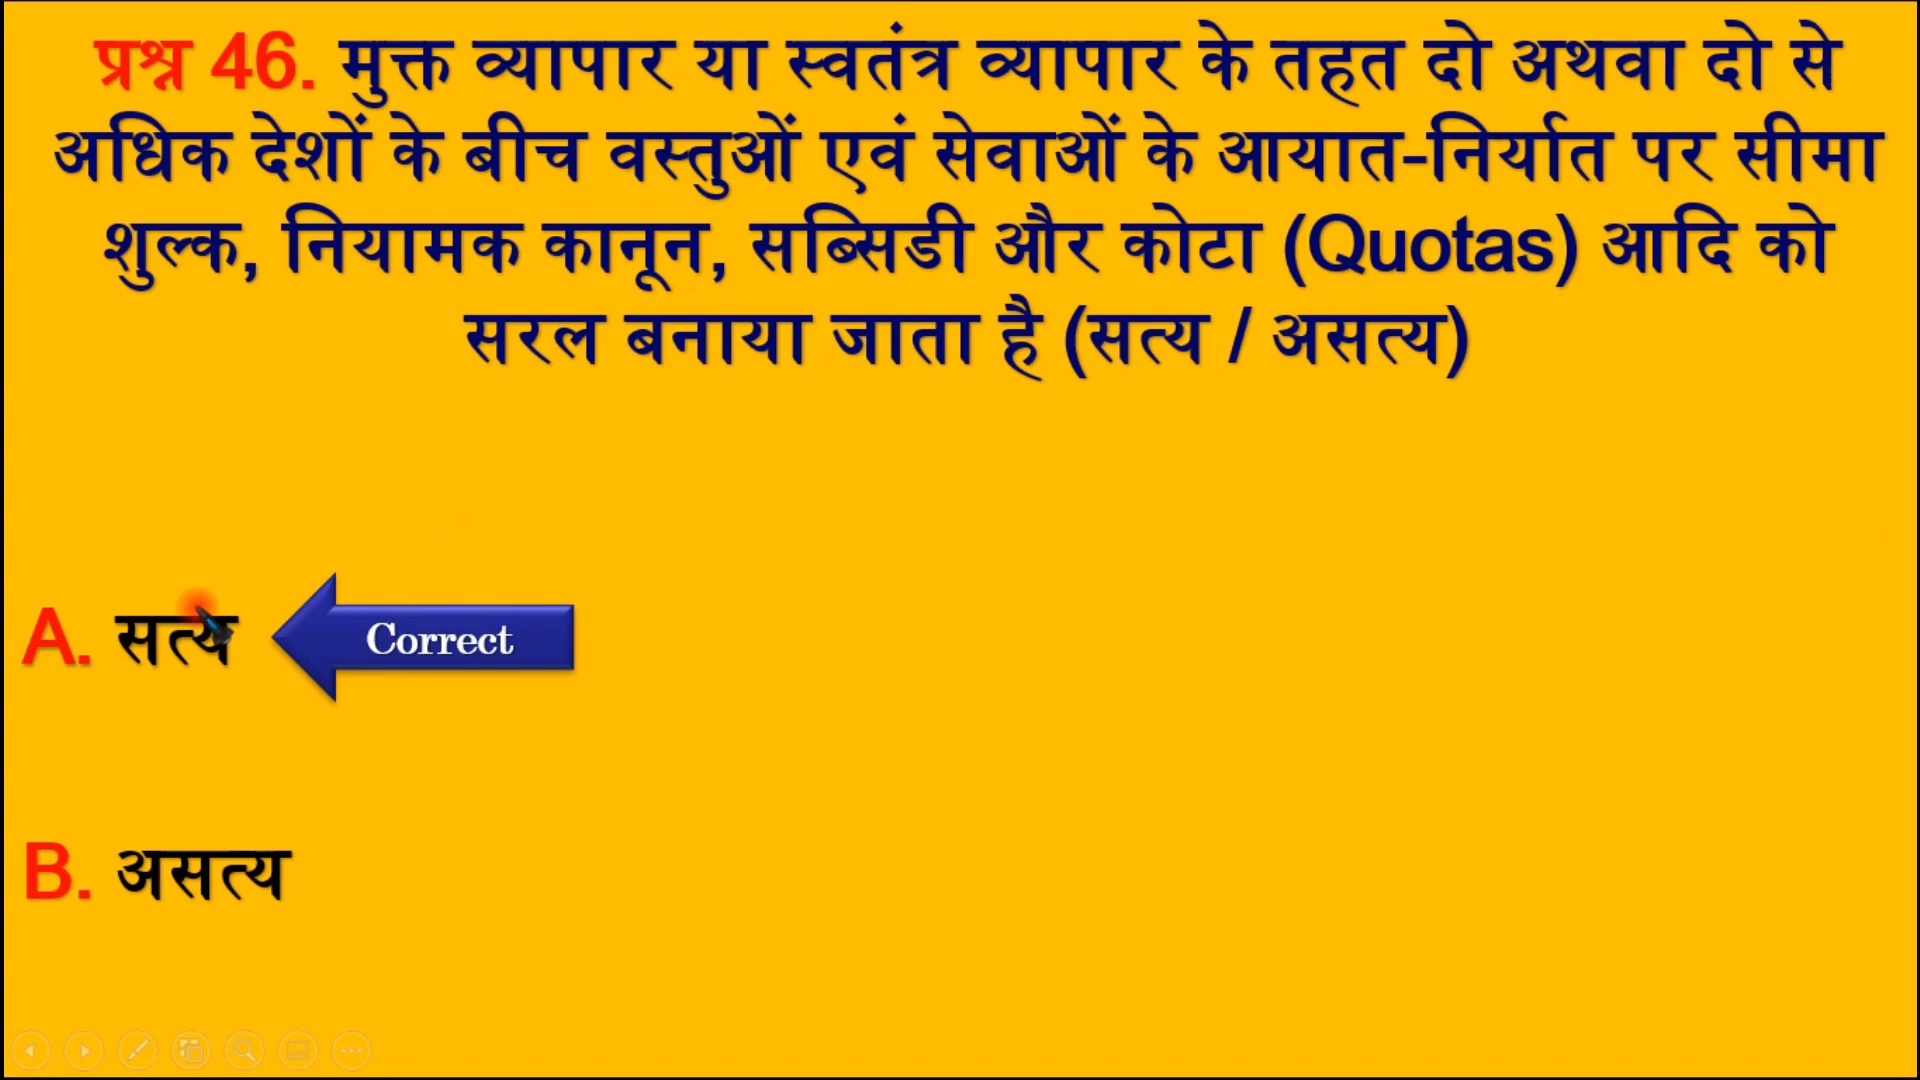 प्रश्न 46. मुक्त व्यापार या स्वतंत्र व्यापार के तहत दो अथवा दो से
अधिक देशों के बीच वस्तुओं एवं सेवाओं के आयात-निर्यात पर सीमा
शुल्क, नियामक कानून, सब्सिडी और कोटा (Quotas) आदि को
सरल बनाया जाता है (सत्य / असत्य)
A. सत्य
Correct
B. असत्य